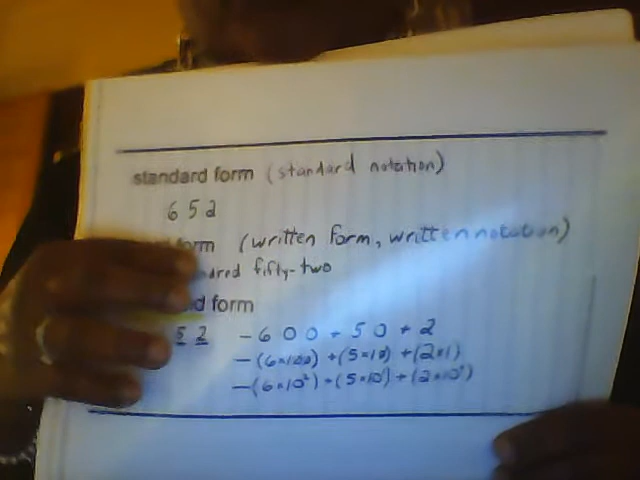 standard form (standard notation)
6 5 2
form (written form, written notation)
fifty-two
form
5 2 - 6 0 0 + 5 0 + 2
- (6×100) + (5×10) + (2×1)
- (6×10²) + (5×10¹) + (2×10